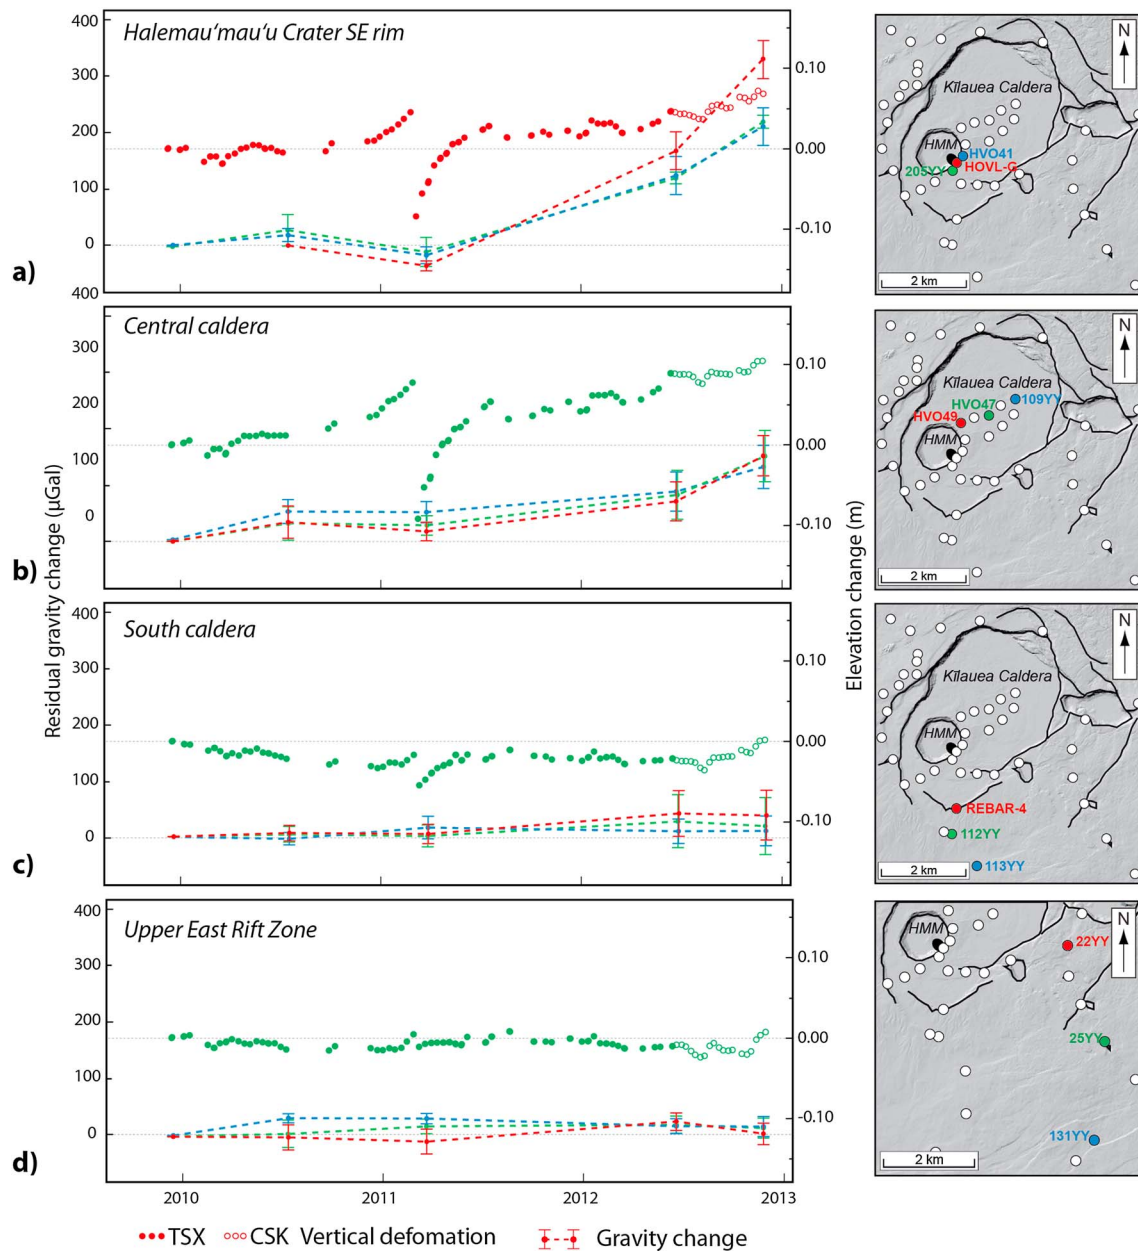 400
300
200
100
0
Halemau‘mau‘u Crater SE rim
0.10
0.00
-0.10
a)
N
Kīlauea Caldera
HMM
HVO41
HOVL-G
205YY
2 km
400
300
200
100
0
Central caldera
0.10
0.00
-0.10
b)
N
Kīlauea Caldera
HVO47
109YY
HVO49
HMM
2 km
Residual gravity change (µGal)
Elevation change (m)
400
300
200
100
0
South caldera
0.10
0.00
-0.10
c)
N
Kīlauea Caldera
HMM
REBAR-4
112YY
113YY
2 km
400
300
200
100
0
Upper East Rift Zone
0.10
0.00
-0.10
d)
N
HMM
22YY
25YY
131YY
2 km
2010 2011 2012 2013
TSX CSK Vertical defomation Gravity change